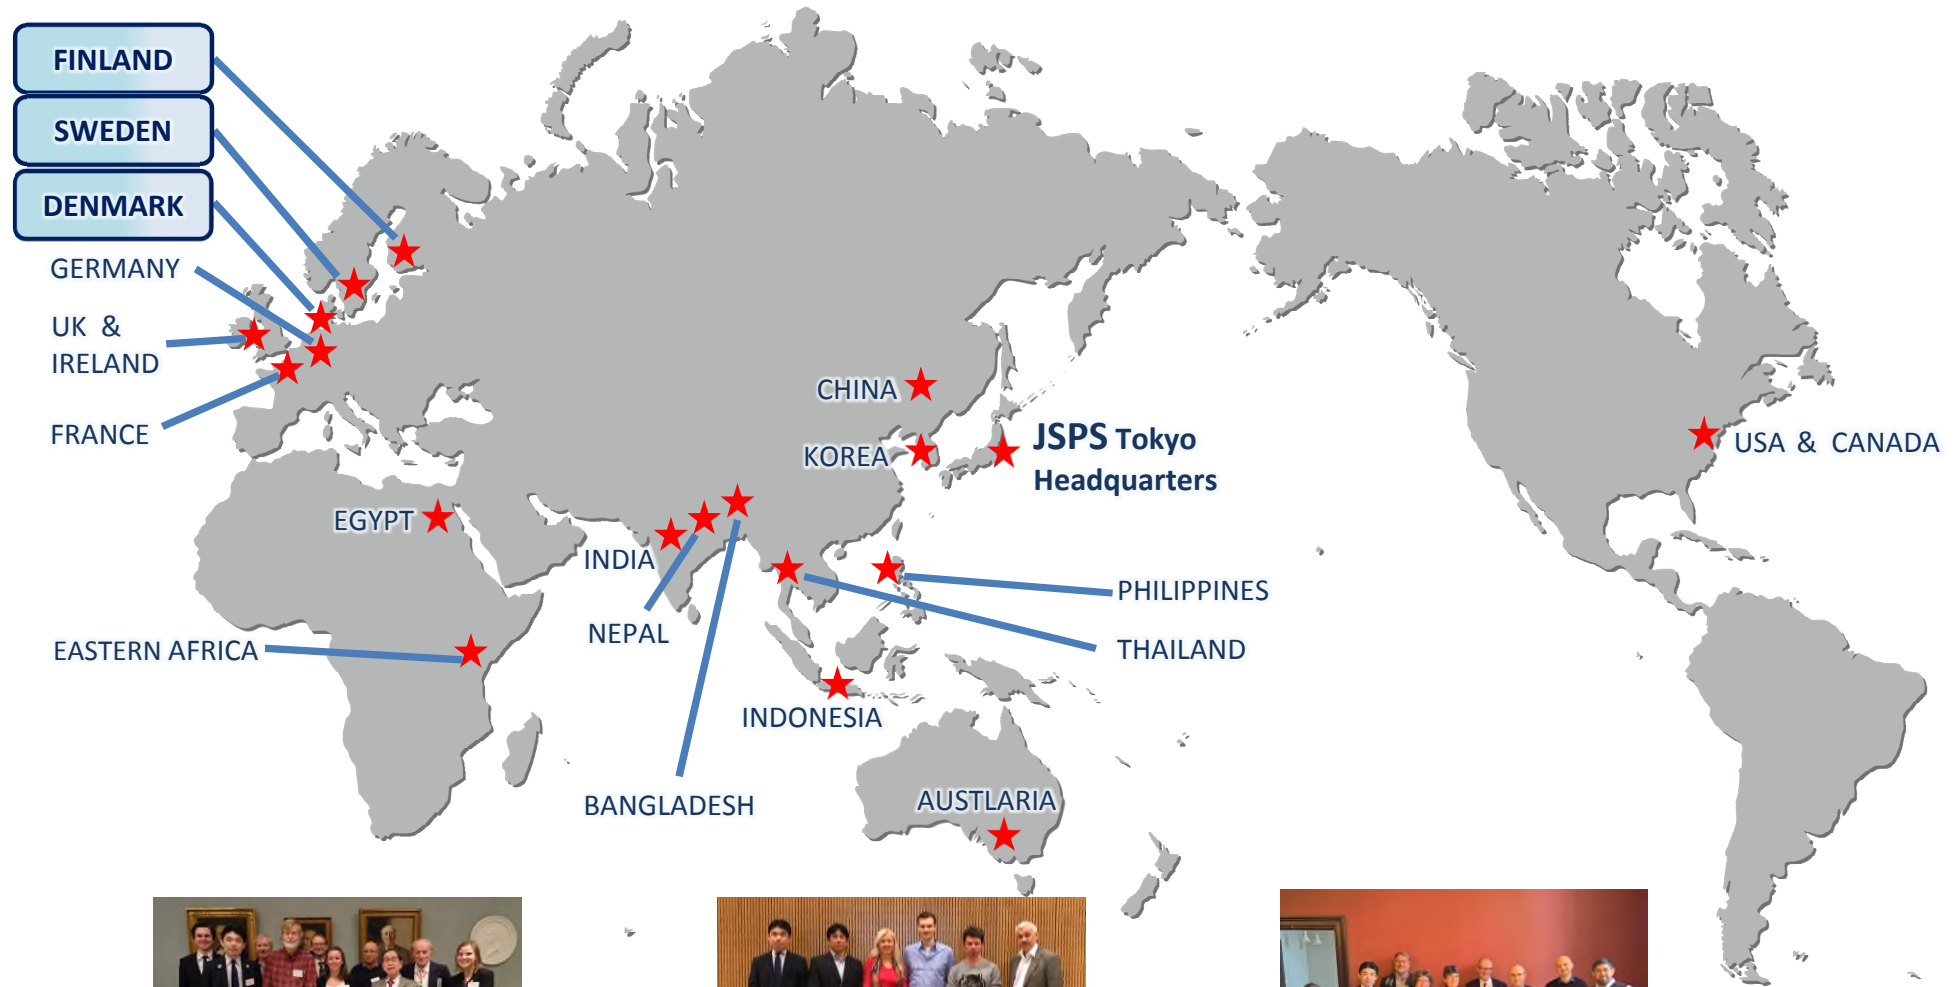 FINLAND
SWEDEN
DENMARK
GERMANY
UK &
IRELAND
FRANCE
CHINA
KOREA
JSPS Tokyo
Headquarters
USA & CANADA
EGYPT
INDIA
NEPAL
PHILIPPINES
THAILAND
EASTERN AFRICA
INDONESIA
BANGLADESH
AUSTLARIA